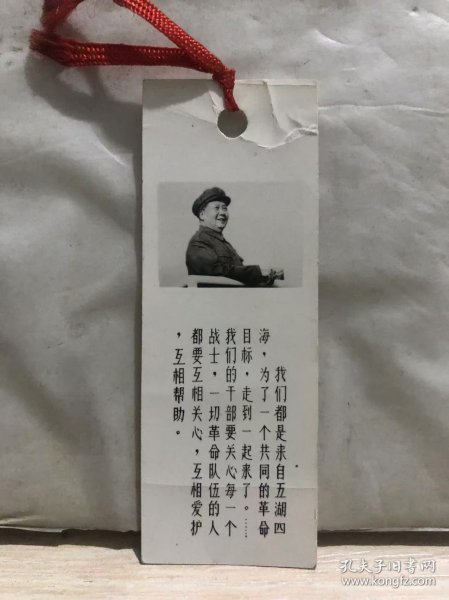 我们都是来自五湖四
海，为了一个共同的革命
目标，走到一起来了。……
我们的干部要关心每一个
战士，一切革命队伍的人
都要互相关心，互相爱护
，互相帮助。
孔夫子旧书网
www.kongfz.com